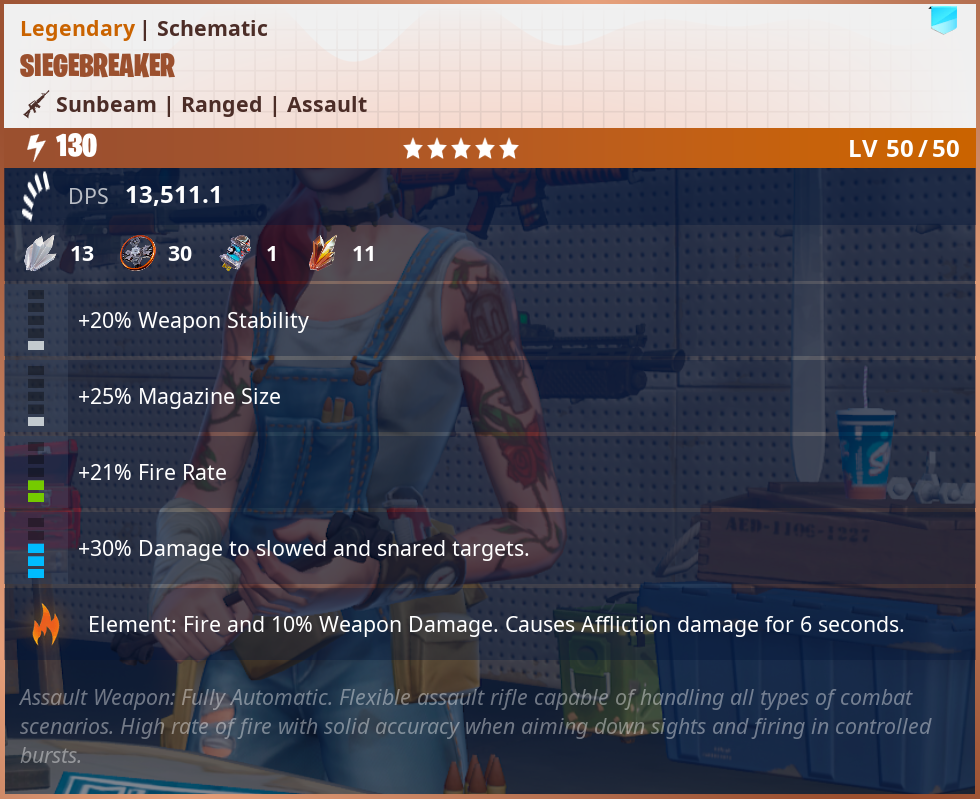 Legendary | Schematic
SIEGEBREAKER
Sunbeam | Ranged | Assault
130
LV 50/50
DPS 13,511.1
13 30 1 11
+20% Weapon Stability
+25% Magazine Size
+21% Fire Rate
+30% Damage to slowed and snared targets.
AED-1106-1227
Element: Fire and 10% Weapon Damage. Causes Affliction damage for 6 seconds.
Assault Weapon: Fully Automatic. Flexible assault rifle capable of handling all types of combat
scenarios. High rate of fire with solid accuracy when aiming down sights and firing in controlled
bursts.